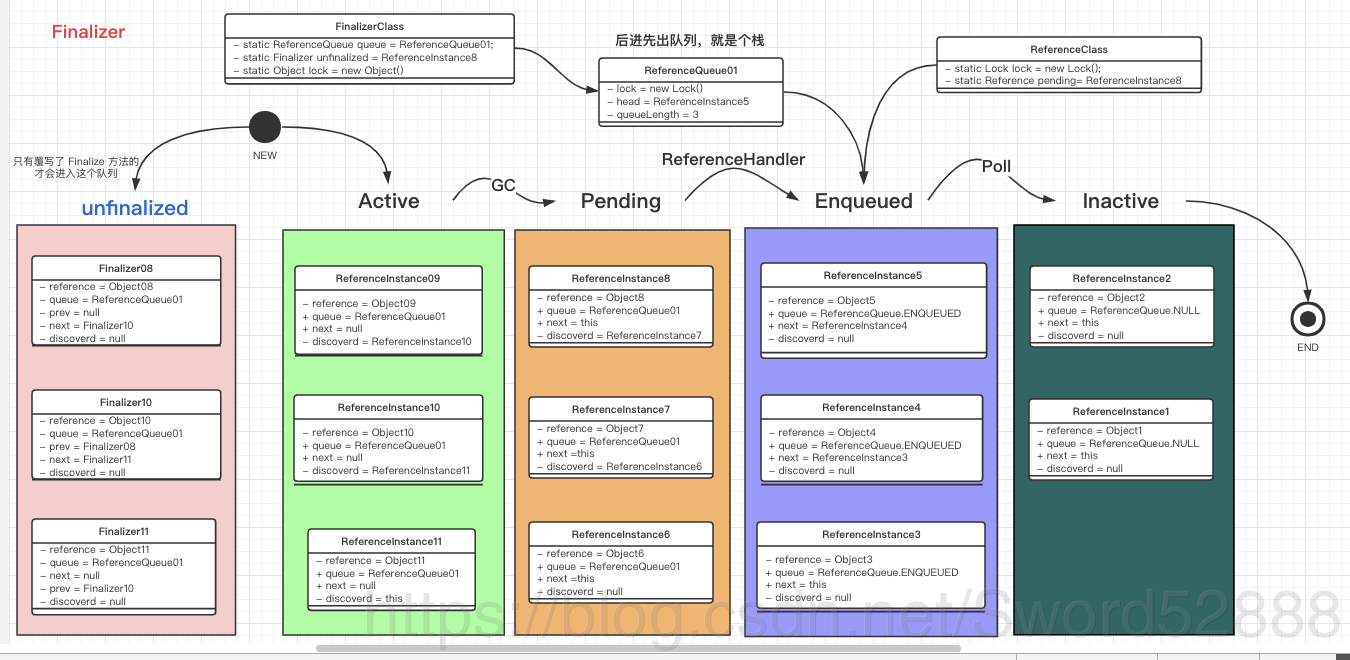 Finalizer
FinalizerClass
– static ReferenceQueue queue = ReferenceQueue01;
– static Finalizer unfinalized = ReferenceInstance8
– static Object lock = new Object()
后进先出队列，就是个栈
ReferenceQueue01
– lock = new Lock()
– head = ReferenceInstance5
– queueLength = 3
ReferenceClass
– static Lock lock = new Lock();
– static Reference pending= ReferenceInstance8
NEW
只有覆写了 Finalize 方法的
才会进入这个队列
GC
ReferenceHandler
Poll
unfinalized
Active
Pending
Enqueued
Inactive
Finalizer08
– reference = Object08
– queue = ReferenceQueue01
– prev = null
– next = Finalizer10
– discoverd = null
Finalizer10
– reference = Object10
– queue = ReferenceQueue01
– prev = Finalizer08
– next = Finalizer11
– discoverd = null
Finalizer11
– reference = Object11
– queue = ReferenceQueue01
– next = null
– prev = Finalizer10
– discoverd = null
ReferenceInstance09
– reference = Object09
+ queue = ReferenceQueue01
+ next = null
– discoverd = ReferenceInstance10
ReferenceInstance10
– reference = Object10
+ queue = ReferenceQueue01
+ next = null
– discoverd = ReferenceInstance11
ReferenceInstance11
– reference = Object11
+ queue = ReferenceQueue01
+ next = null
– discoverd = this
ReferenceInstance8
– reference = Object8
+ queue = ReferenceQueue01
+ next = this
– discoverd = ReferenceInstance7
ReferenceInstance7
– reference = Object7
+ queue = ReferenceQueue01
+ next =this
– discoverd = ReferenceInstance6
ReferenceInstance6
– reference = Object6
+ queue = ReferenceQueue01
+ next =this
– discoverd = null
ReferenceInstance5
– reference = Object5
+ queue = ReferenceQueue.ENQUEUED
+ next = ReferenceInstance4
– discoverd = null
ReferenceInstance4
– reference = Object4
+ queue = ReferenceQueue.ENQUEUED
+ next = ReferenceInstance3
– discoverd = null
ReferenceInstance3
– reference = Object3
+ queue = ReferenceQueue.ENQUEUED
+ next = this
– discoverd = null
ReferenceInstance2
– reference = Object2
+ queue = ReferenceQueue.NULL
+ next = this
– discoverd = null
ReferenceInstance1
– reference = Object1
+ queue = ReferenceQueue.NULL
+ next = this
– discoverd = null
END
https://blog.csdn.net/Sword52888